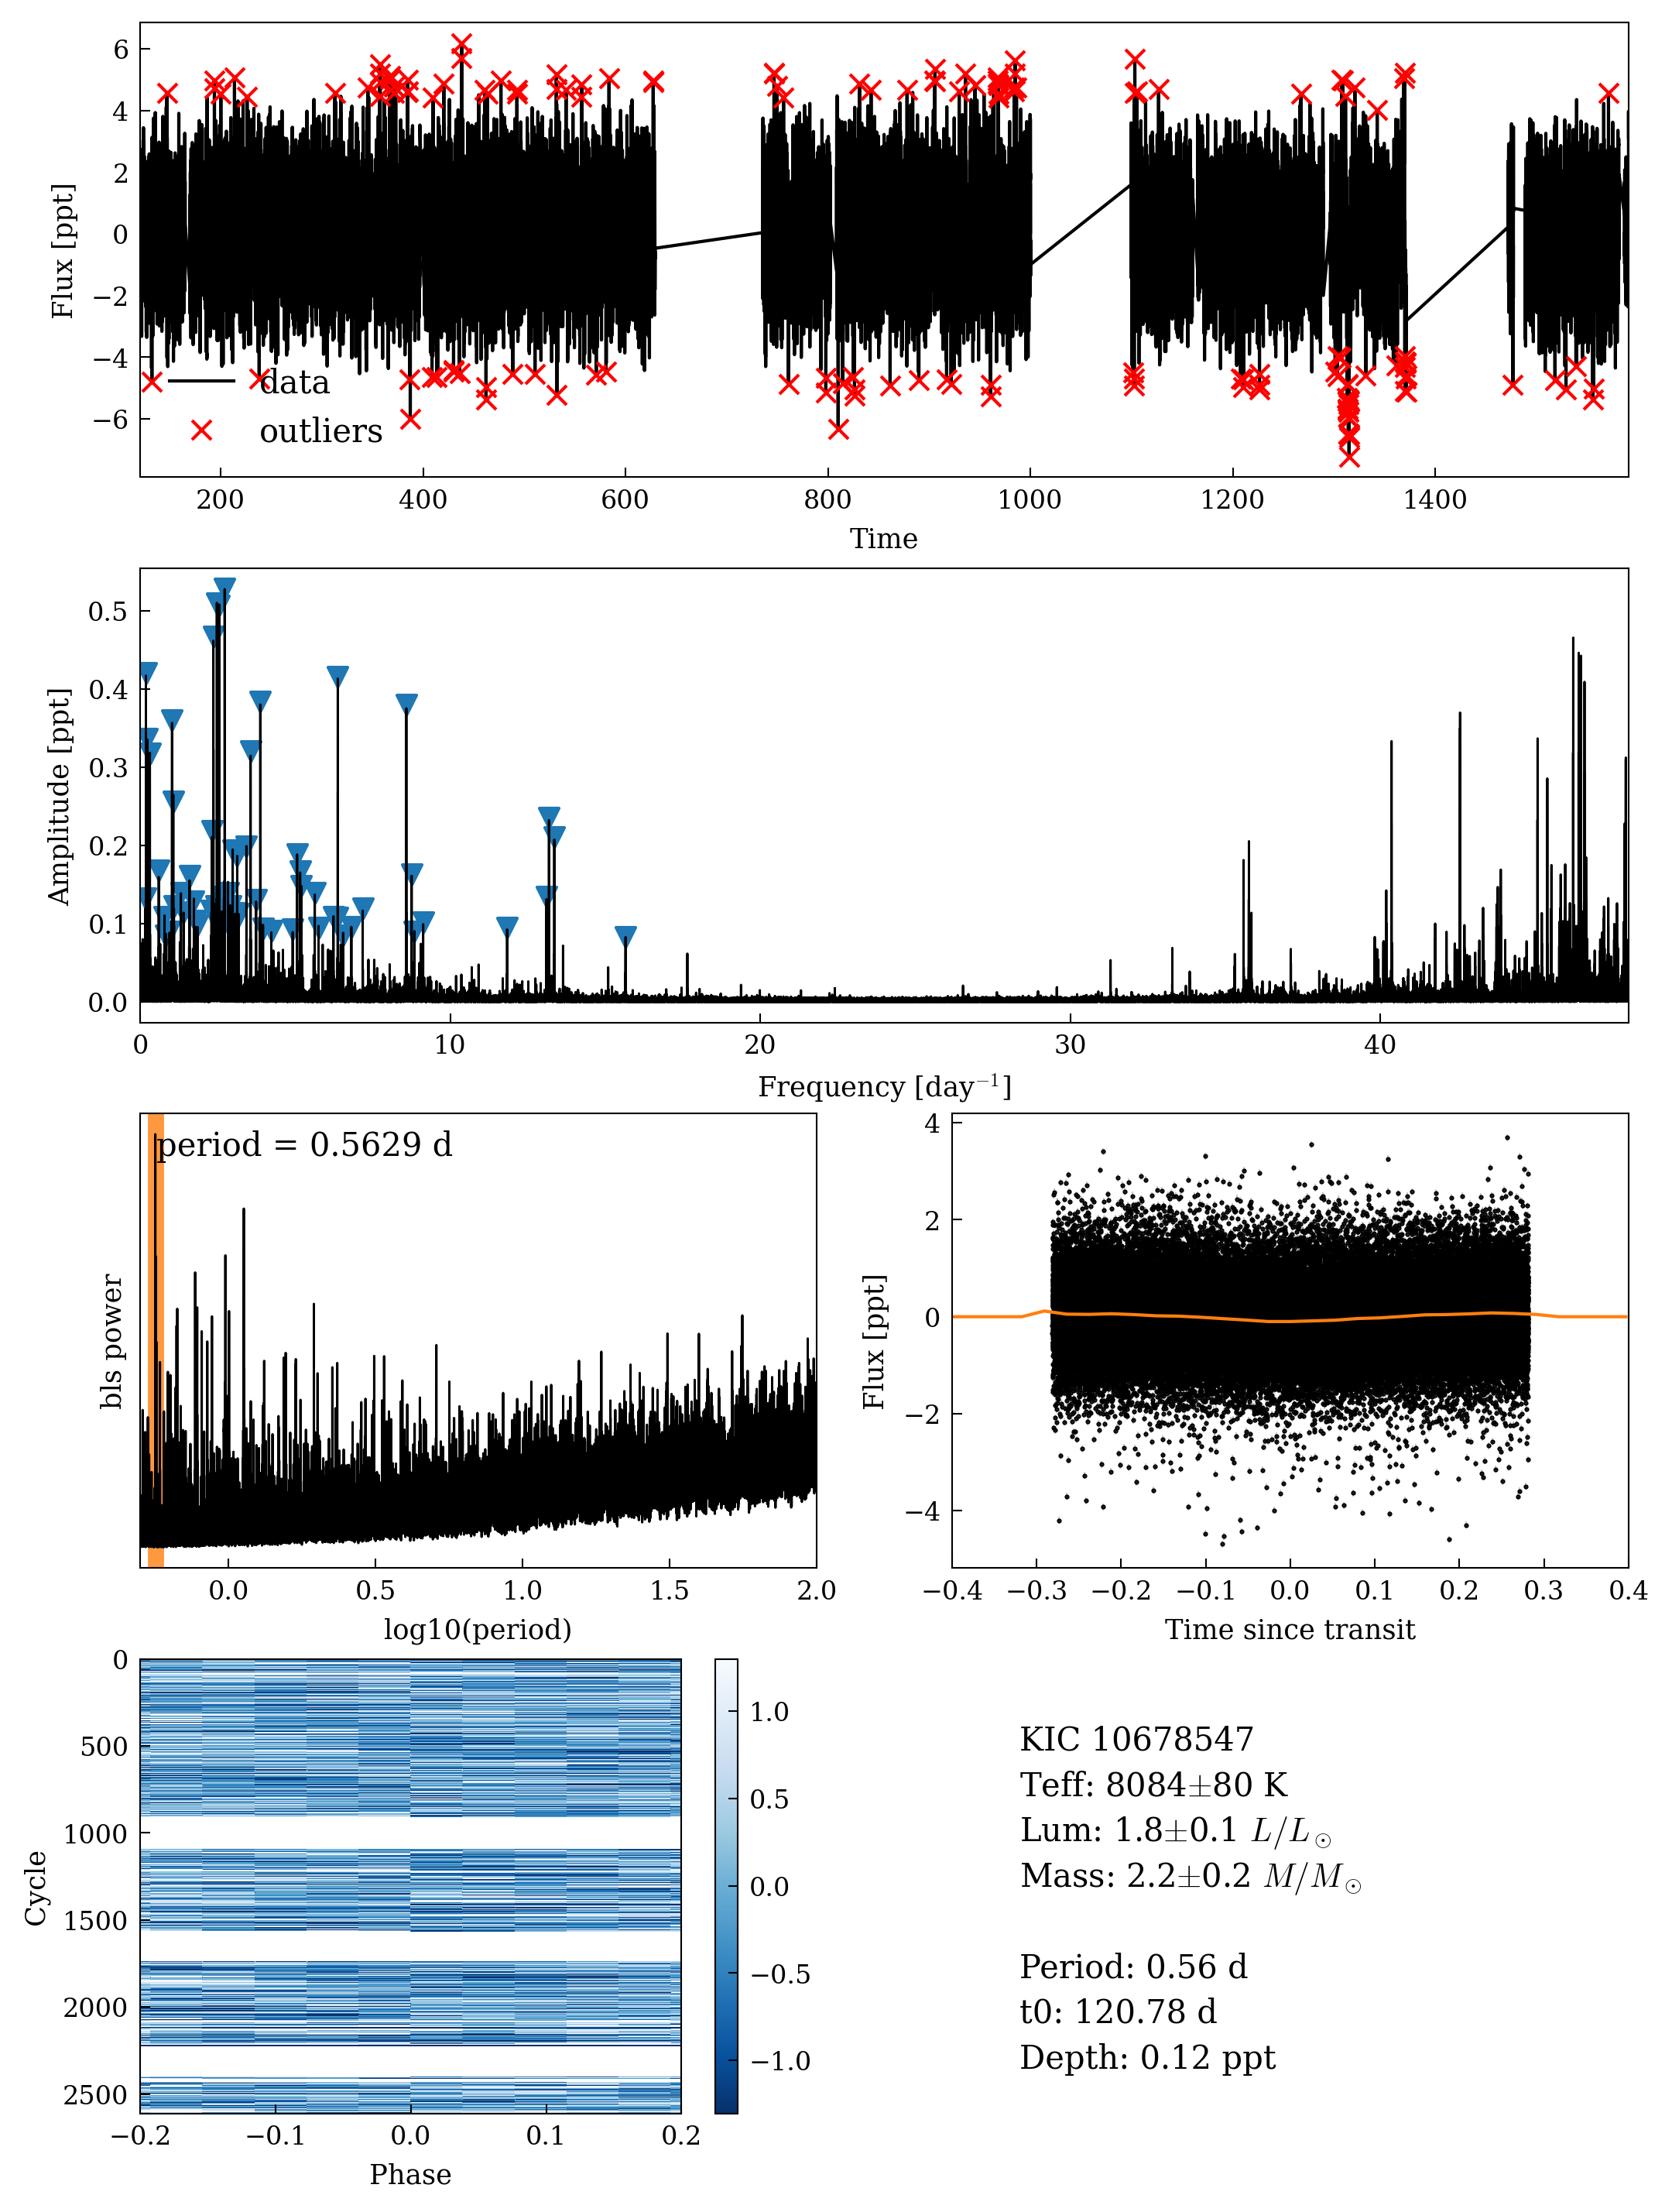 6
4
2
0
−2
−4
−6
Flux [ppt]
data
outliers
200 400 600 800 1000 1200 1400
Time
0.5
0.4
0.3
0.2
0.1
0.0
Amplitude [ppt]
0 10 20 30 40
Frequency [day⁻¹]
period = 0.5629 d
bls power
0.0 0.5 1.0 1.5 2.0
log10(period)
4
2
0
−2
−4
Flux [ppt]
−0.4 −0.3 −0.2 −0.1 0.0 0.1 0.2 0.3 0.4
Time since transit
0
500
1000
1500
2000
2500
Cycle
−0.2 −0.1 0.0 0.1 0.2
Phase
1.0
0.5
0.0
−0.5
−1.0
KIC 10678547
Teff: 8084±80 K
Lum: 1.8±0.1 L/L⊙
Mass: 2.2±0.2 M/M⊙
Period: 0.56 d
t0: 120.78 d
Depth: 0.12 ppt